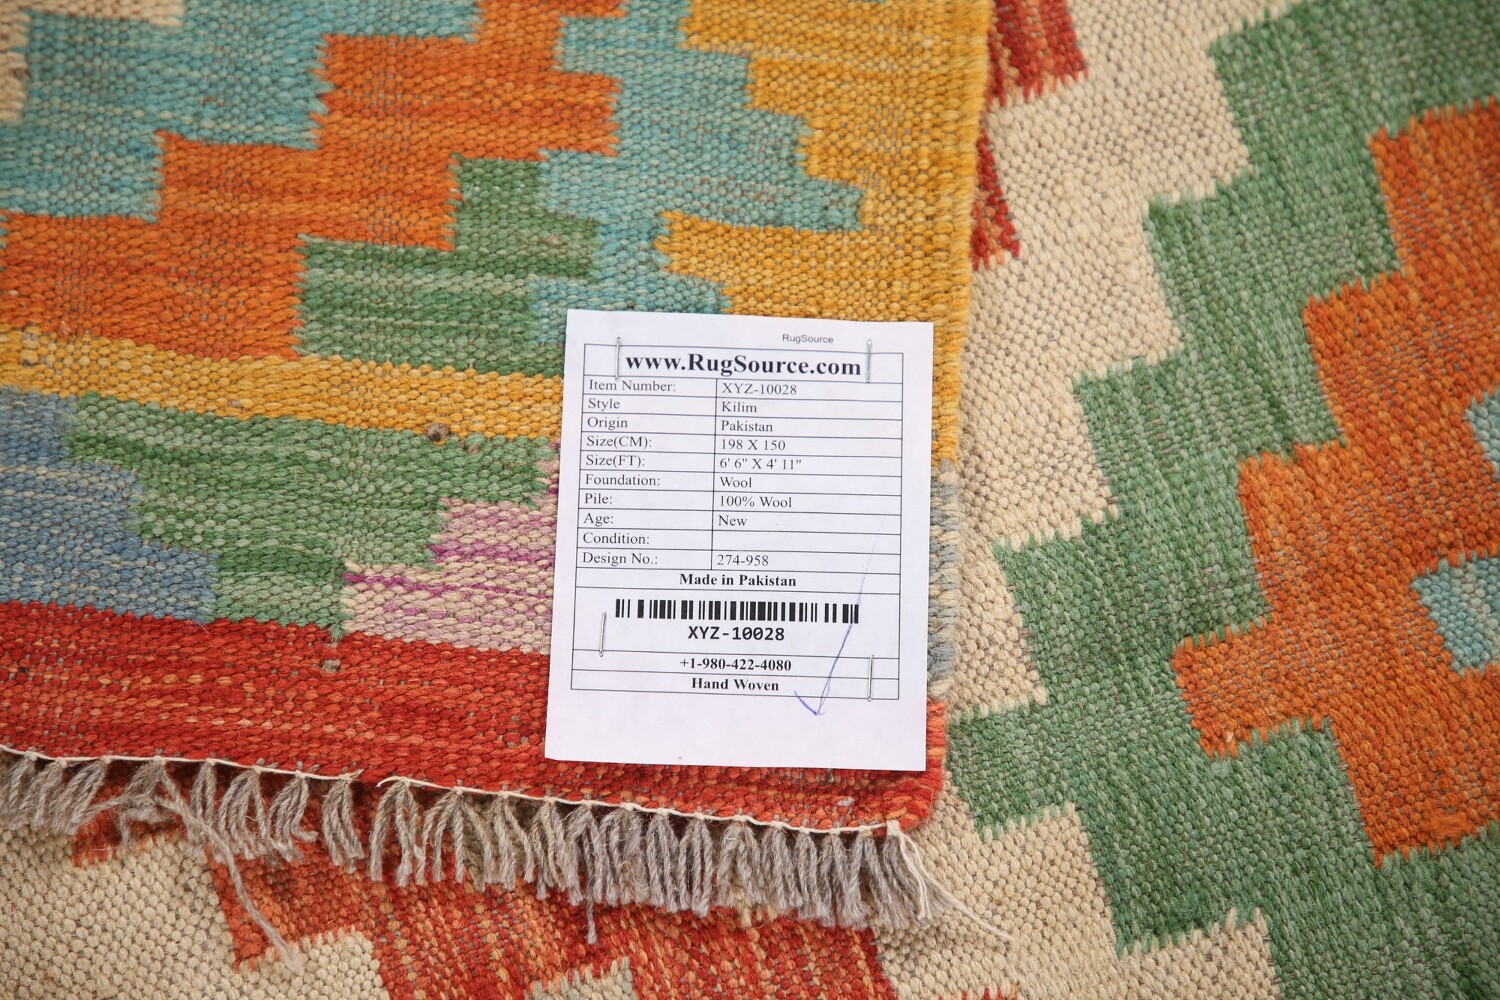 RugSource
www.RugSource.com
Item Number: XYZ-10028
Style Kilim
Origin Pakistan
Size(CM): 198 X 150
Size(FT): 6' 6" X 4' 11"
Foundation: Wool
Pile: 100% Wool
Age: New
Condition:
Design No.: 274-958
Made in Pakistan
XYZ-10028
+1-980-422-4080
Hand Woven